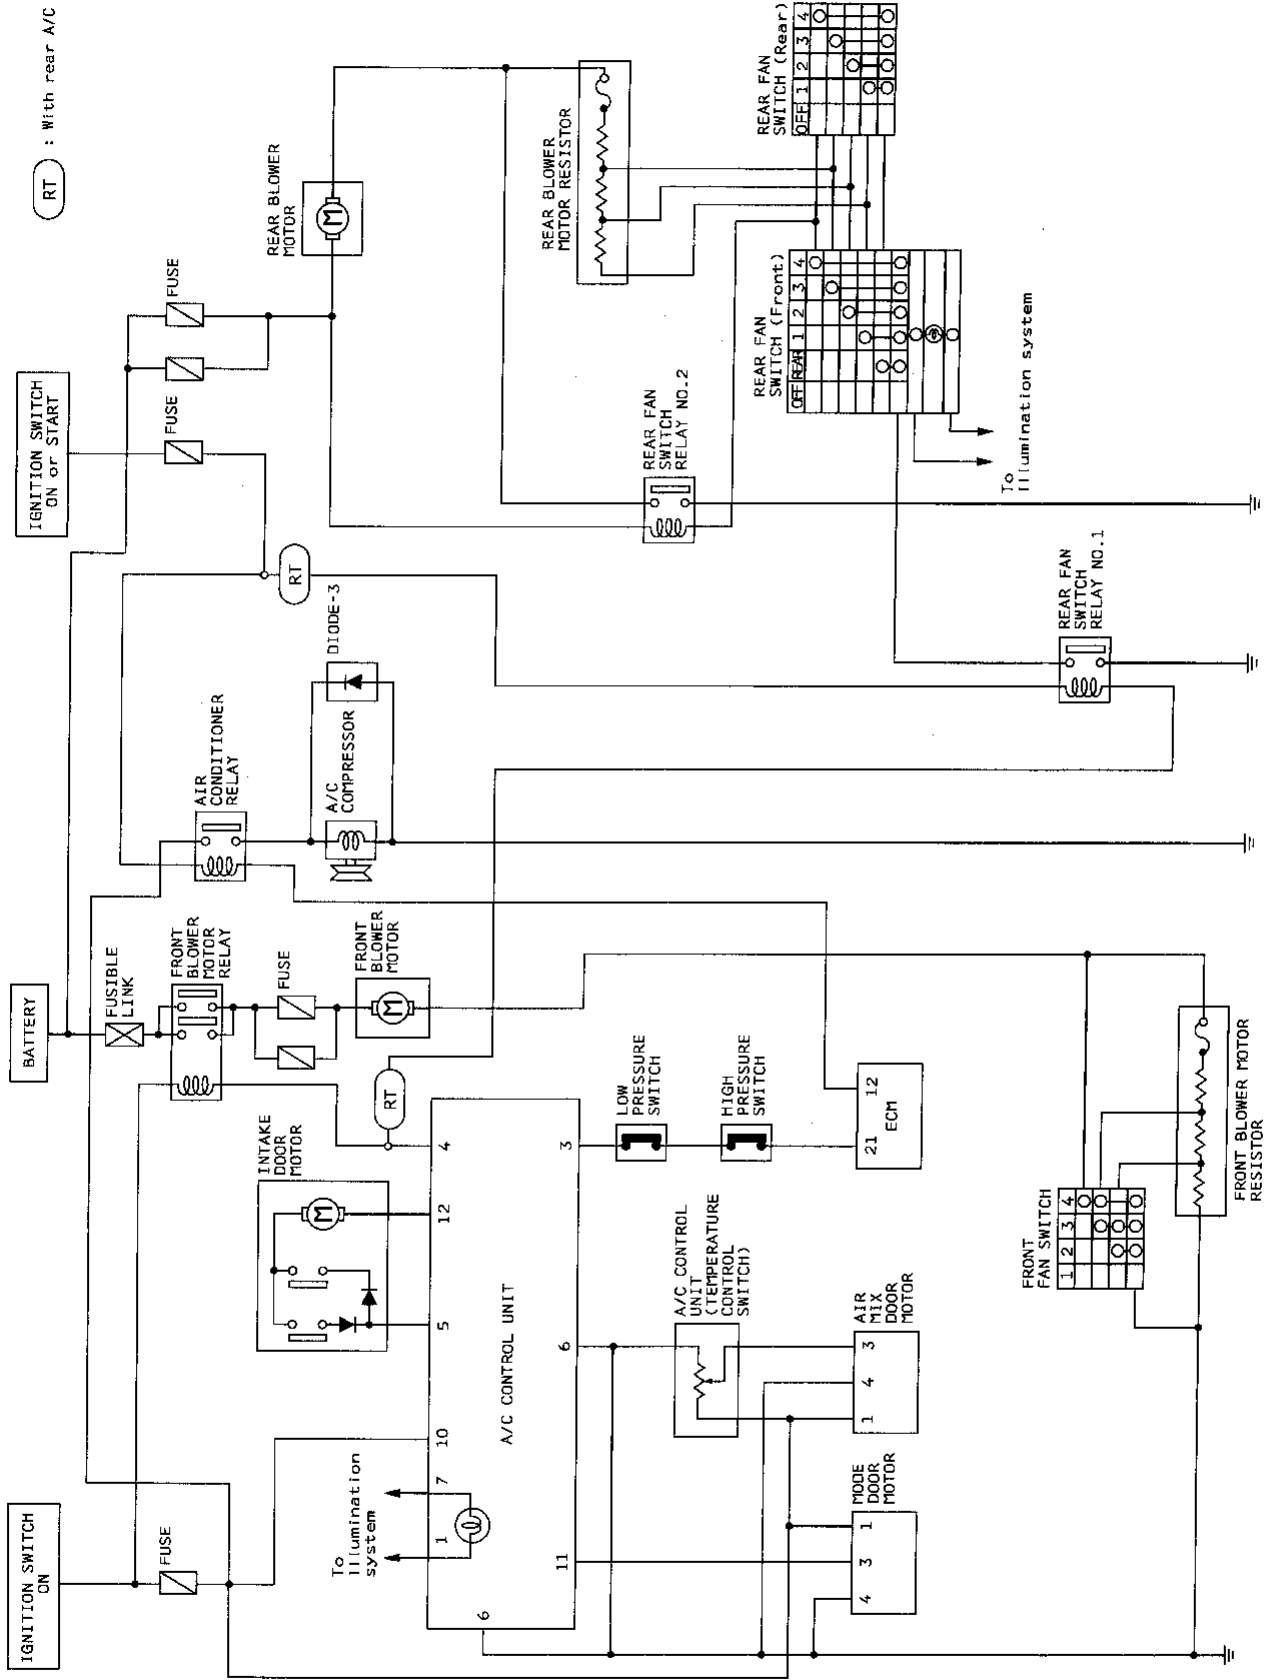 IGNITION SWITCH
ON
BATTERY
IGNITION SWITCH
ON or START
RT
: With rear A/C
FUSE
FUSIBLE
LINK
FRONT
BLOWER
MOTOR
RELAY
AIR
CONDITIONER
RELAY
FUSE
FUSE
To
Illumination
system
INTAKE
DOOR
MOTOR
M
FUSE
FRONT
BLOWER
MOTOR
M
RT
A/C
COMPRESSOR
DIODE-3
RT
REAR BLOWER
MOTOR
M
6
1
7
10
5
12
4
A/C CONTROL UNIT
11
6
3
LOW
PRESSURE
SWITCH
HIGH
PRESSURE
SWITCH
A/C CONTROL
UNIT
(TEMPERATURE
CONTROL
SWITCH)
REAR FAN
SWITCH
RELAY NO.2
REAR BLOWER
MOTOR RESISTOR
REAR FAN
SWITCH (Front)
OFF REAR 1 2 3 4
REAR FAN
SWITCH (Rear)
OFF 1 2 3 4
MODE
DOOR
MOTOR
4 3 1
AIR
MIX
DOOR
MOTOR
1 4 3
21 12
ECM
To
Illumination system
FRONT
FAN SWITCH
1 2 3 4
REAR FAN
SWITCH
RELAY NO.1
FRONT BLOWER MOTOR
RESISTOR